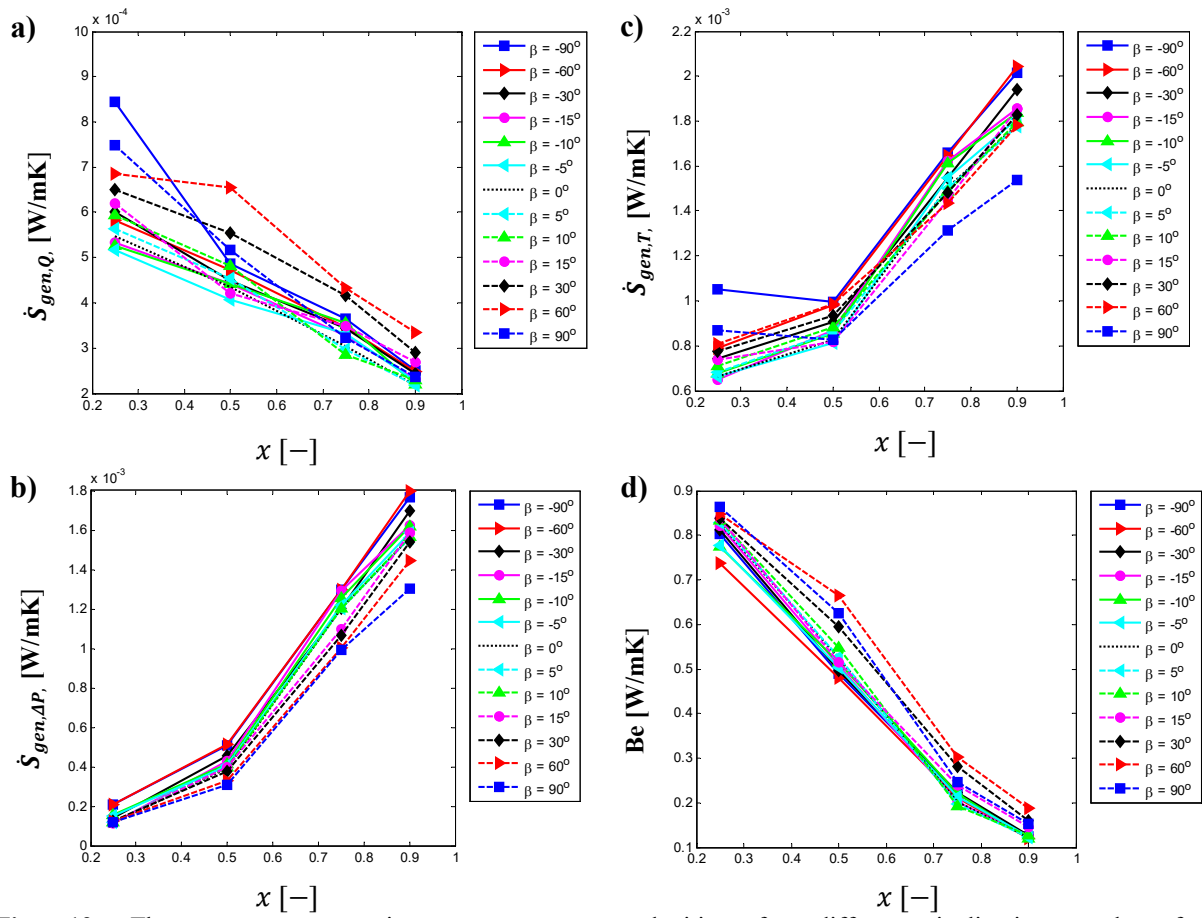 a)
x 10⁻⁴
10
9
8
7
6
5
4
3
2
0.2 0.3 0.4 0.5 0.6 0.7 0.8 0.9 1
Ṡgen,Q, [W/mK]
x [−]
β = -90°
β = -60°
β = -30°
β = -15°
β = -10°
β = -5°
β = 0°
β = 5°
β = 10°
β = 15°
β = 30°
β = 60°
β = 90°
c)
x 10⁻³
2.2
2
1.8
1.6
1.4
1.2
1
0.8
0.6
0.2 0.3 0.4 0.5 0.6 0.7 0.8 0.9 1
Ṡgen,T, [W/mK]
x [−]
β = -90°
β = -60°
β = -30°
β = -15°
β = -10°
β = -5°
β = 0°
β = 5°
β = 10°
β = 15°
β = 30°
β = 60°
β = 90°
b)
x 10⁻³
1.8
1.6
1.4
1.2
1
0.8
0.6
0.4
0.2
0
0.2 0.3 0.4 0.5 0.6 0.7 0.8 0.9 1
Ṡgen,ΔP, [W/mK]
x [−]
β = -90°
β = -60°
β = -30°
β = -15°
β = -10°
β = -5°
β = 0°
β = 5°
β = 10°
β = 15°
β = 30°
β = 60°
β = 90°
d)
0.9
0.8
0.7
0.6
0.5
0.4
0.3
0.2
0.1
0.2 0.3 0.4 0.5 0.6 0.7 0.8 0.9 1
Be [W/mK]
x [−]
β = -90°
β = -60°
β = -30°
β = -15°
β = -10°
β = -5°
β = 0°
β = 5°
β = 10°
β = 15°
β = 30°
β = 60°
β = 90°